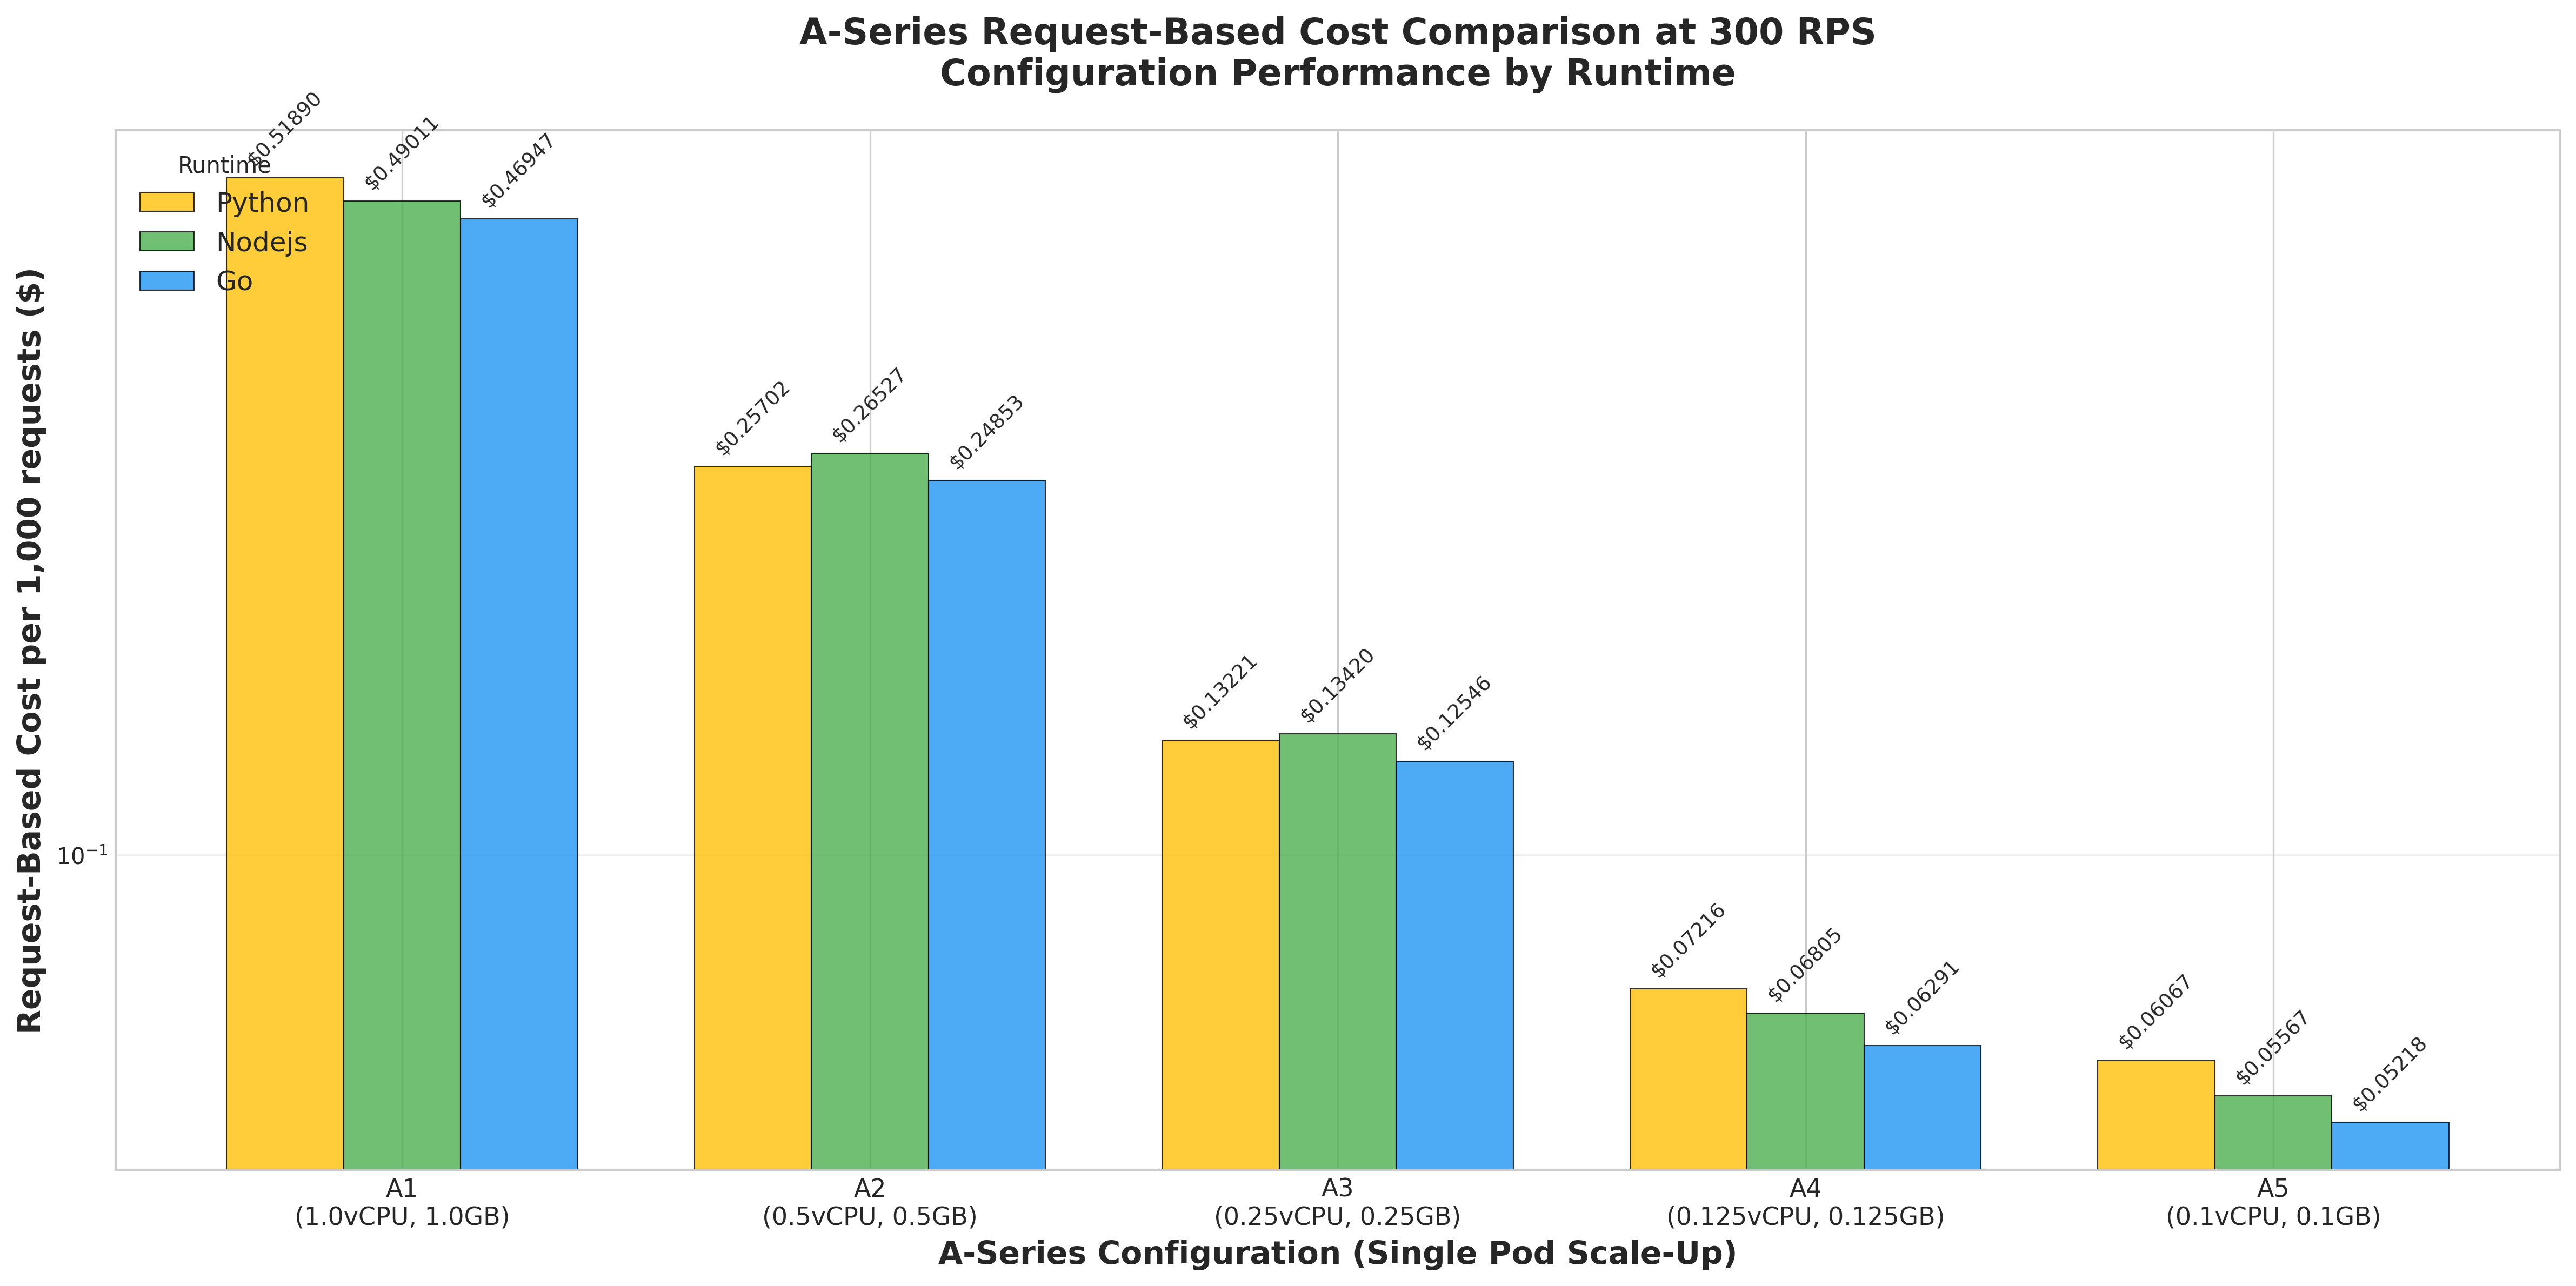 A-Series Request-Based Cost Comparison at 300 RPS
Configuration Performance by Runtime
Request-Based Cost per 1,000 requests ($)
10⁻¹
Runtime
Python
Nodejs
Go
$0.51890
$0.49011
$0.46947
$0.25702
$0.26527
$0.24853
$0.13221
$0.13420
$0.12546
$0.07216
$0.06805
$0.06291
$0.06067
$0.05567
$0.05218
A1
(1.0vCPU, 1.0GB)
A2
(0.5vCPU, 0.5GB)
A3
(0.25vCPU, 0.25GB)
A4
(0.125vCPU, 0.125GB)
A5
(0.1vCPU, 0.1GB)
A-Series Configuration (Single Pod Scale-Up)